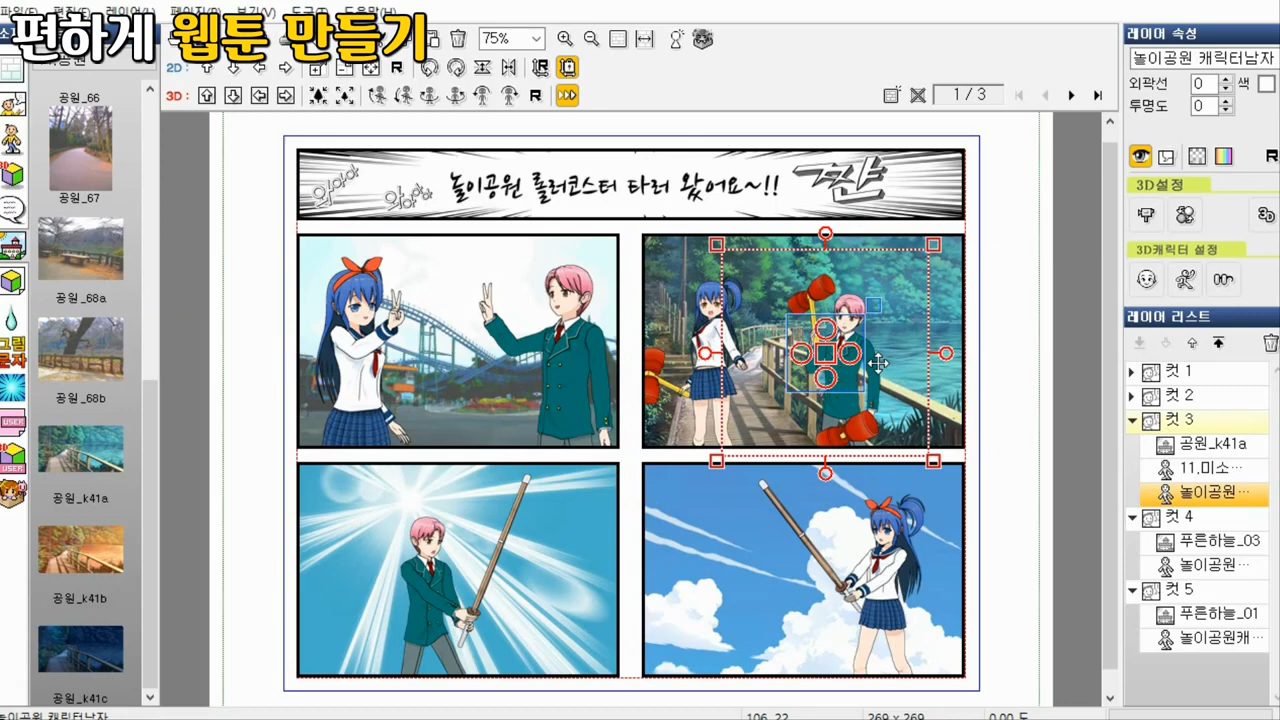 편하게 웹툰 만들기
75%
2D:
3D:
1 / 3
공원_66
공원_67
공원_68a
공원_68b
공원_k41a
공원_k41b
공원_k41c
그림
문자
USER
USER
와아아
와아아
놀이공원 롤러코스터 타러 왔어요~!!
레이어 속성
놀이공원 캐릭터남자
외곽선 0 색
투명도 0
3D설정
3D캐릭터 설정
레이어 리스트
컷 1
컷 2
컷 3
공원_k41a
11,미소···
놀이공원···
컷 4
푸른하늘_03
놀이공원···
컷 5
푸른하늘_01
놀이공원캐···
106, 22
269 x 269
0.00 도